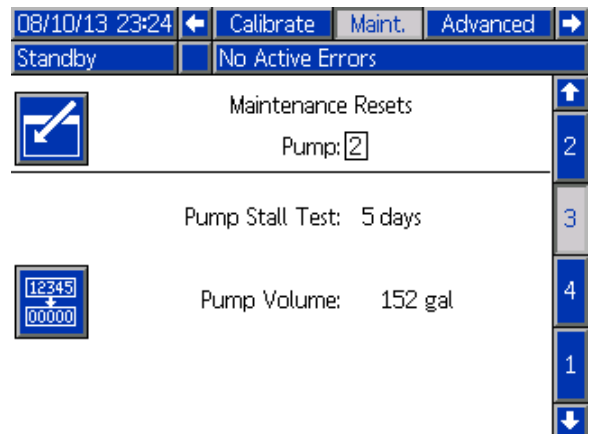 08/10/13 23:24 Calibrate Maint. Advanced
Standby No Active Errors
Maintenance Resets
Pump: 2
2
Pump Stall Test: 5 days
3
12345
00000
Pump Volume: 152 gal
4
1